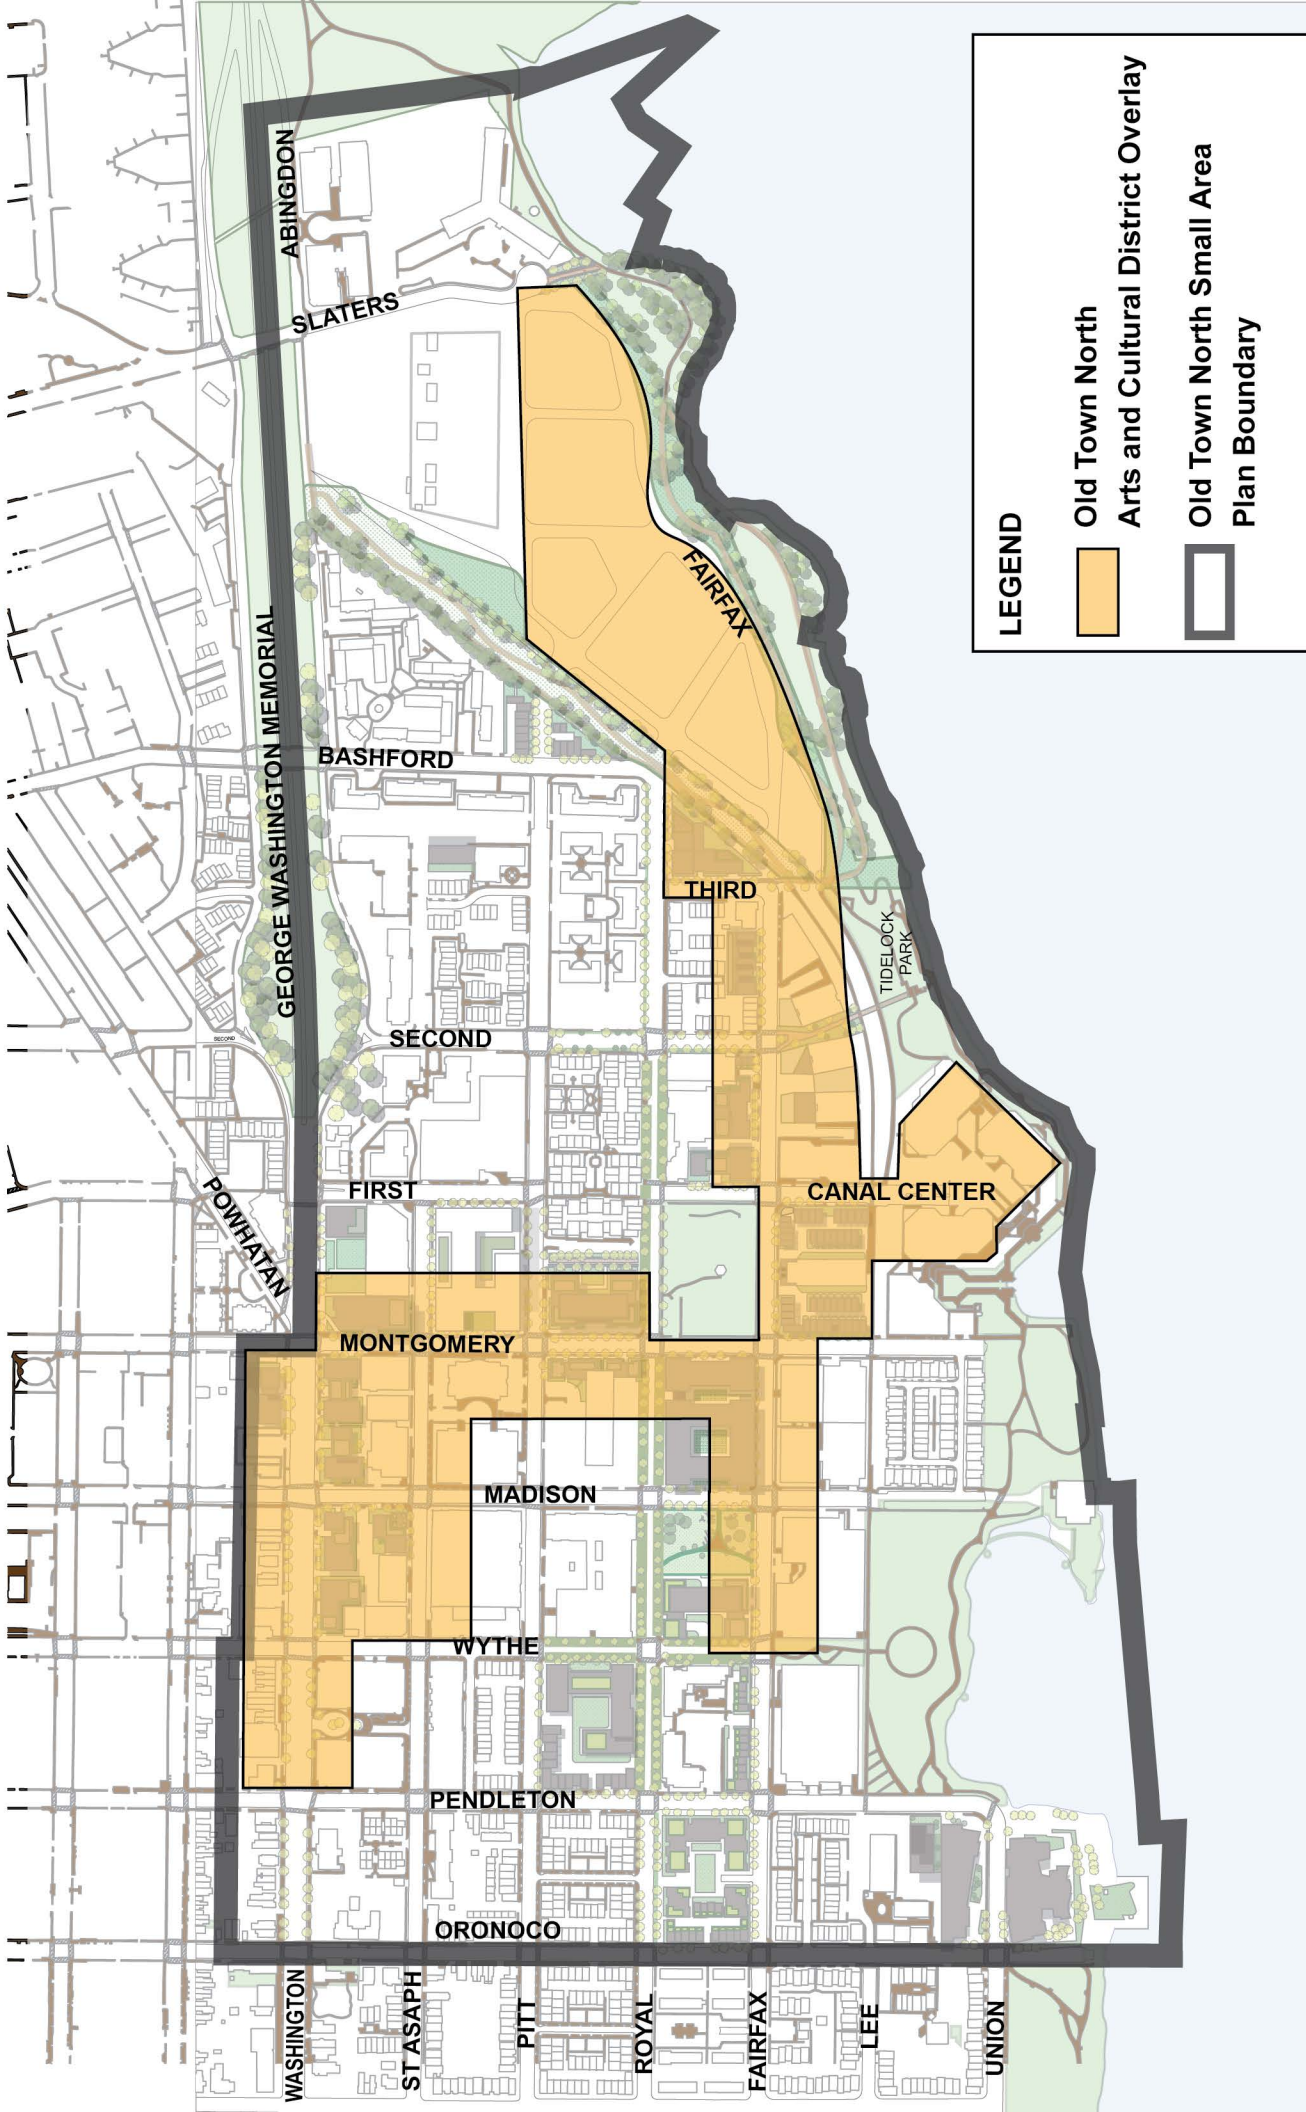 ABINGDON
SLATERS
GEORGE WASHINGTON MEMORIAL
FAIRFAX
BASHFORD
THIRD
TIDELOCK
PARK
SECOND
SECOND
POWHATAN
FIRST
CANAL CENTER
MONTGOMERY
MADISON
WYTHE
PENDLETON
ORONOCO
WASHINGTON
ST ASAPH
PITT
ROYAL
FAIRFAX
LEE
UNION
LEGEND
Old Town North
Arts and Cultural District Overlay
Old Town North Small Area
Plan Boundary